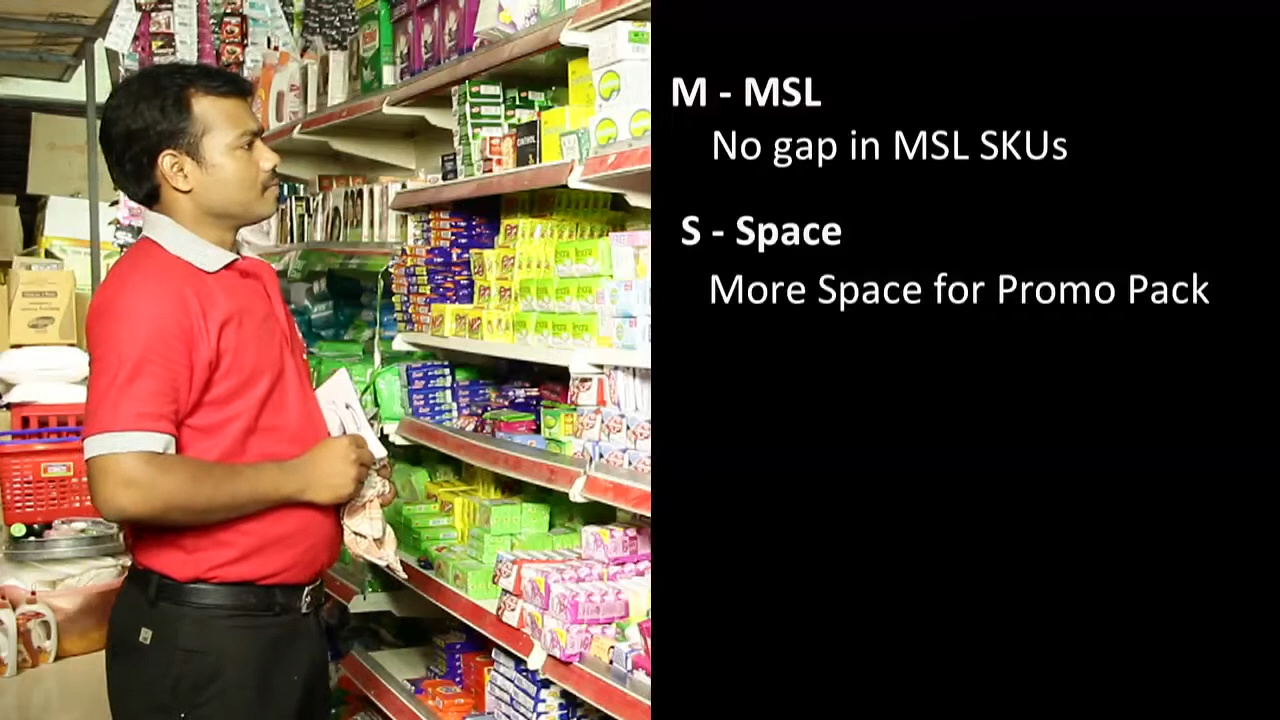 M - MSL
No gap in MSL SKUs
S - Space
More Space for Promo Pack